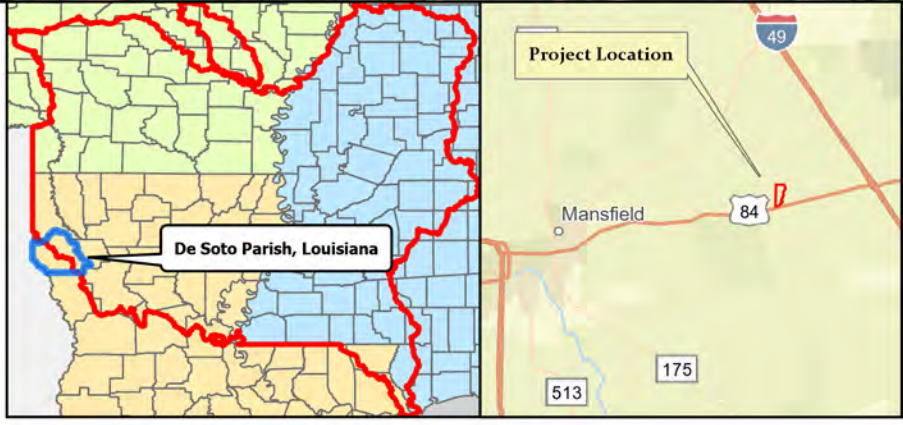 De Soto Parish, Louisiana
Project Location
49
Mansfield
84
175
513